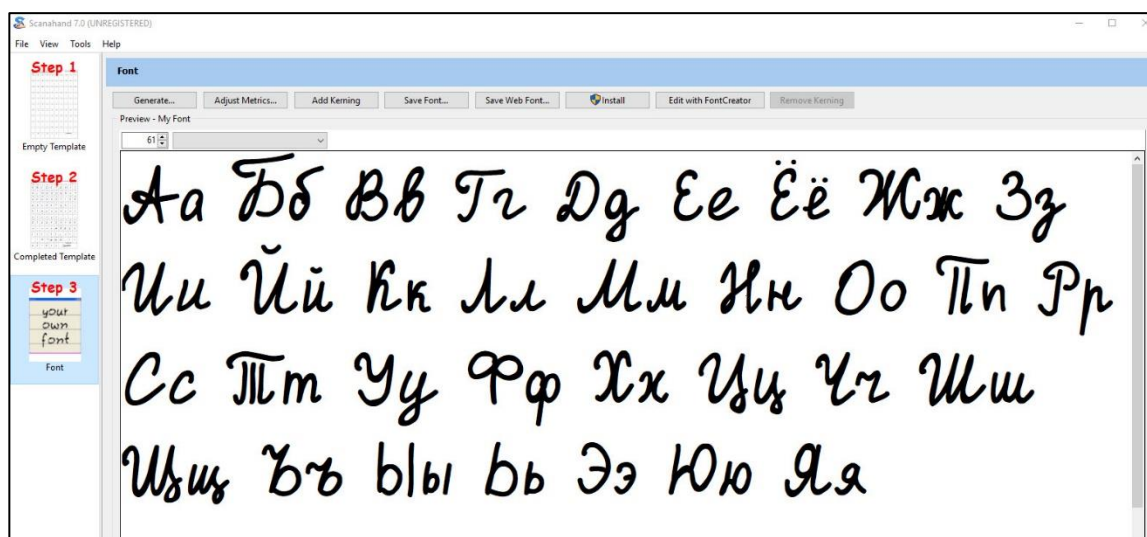 Scanahand 7.0 (UNREGISTERED)
File View Tools Help
Step 1
Empty Template
Step 2
Completed Template
Step 3
your
own
font
Font
Font
Generate... Adjust Metrics... Add Kerning Save Font... Save Web Font... Install Edit with FontCreator Remove Kerning
Preview - My Font
61
Аа Бб Вв Гг Дд Ее Ёё Жж Зз
Ии Йй Кк Лл Мм Нн Оо Пп Рр
Сс Тт Уу Фф Хх Цц Чч Шш
Щщ Ъъ Ыы Ьь Ээ Юю Яя